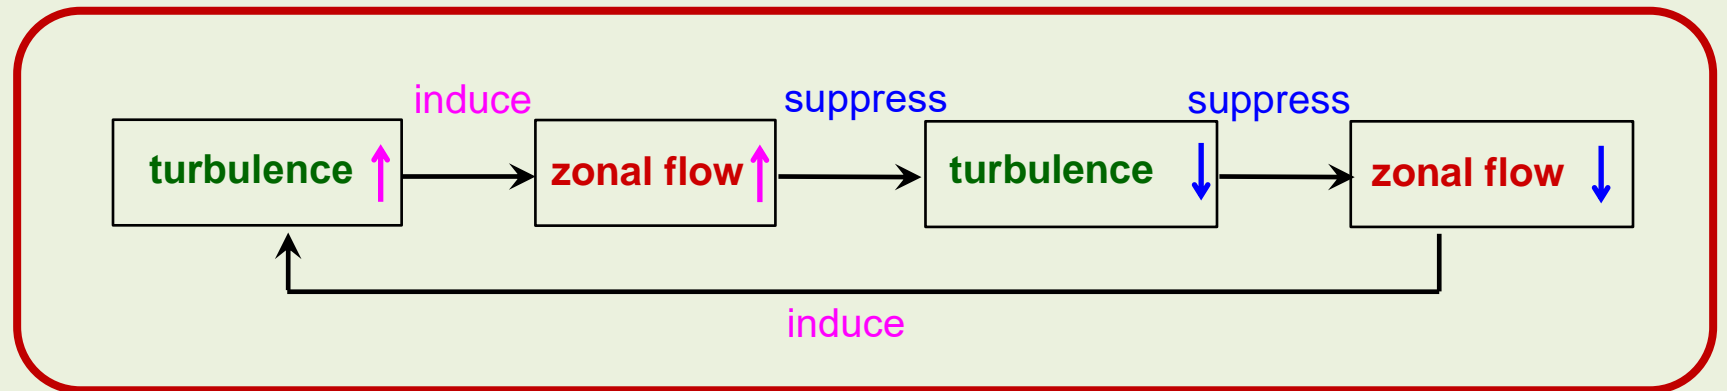 induce
suppress
suppress
turbulence ↑
zonal flow ↑
turbulence ↓
zonal flow ↓
induce